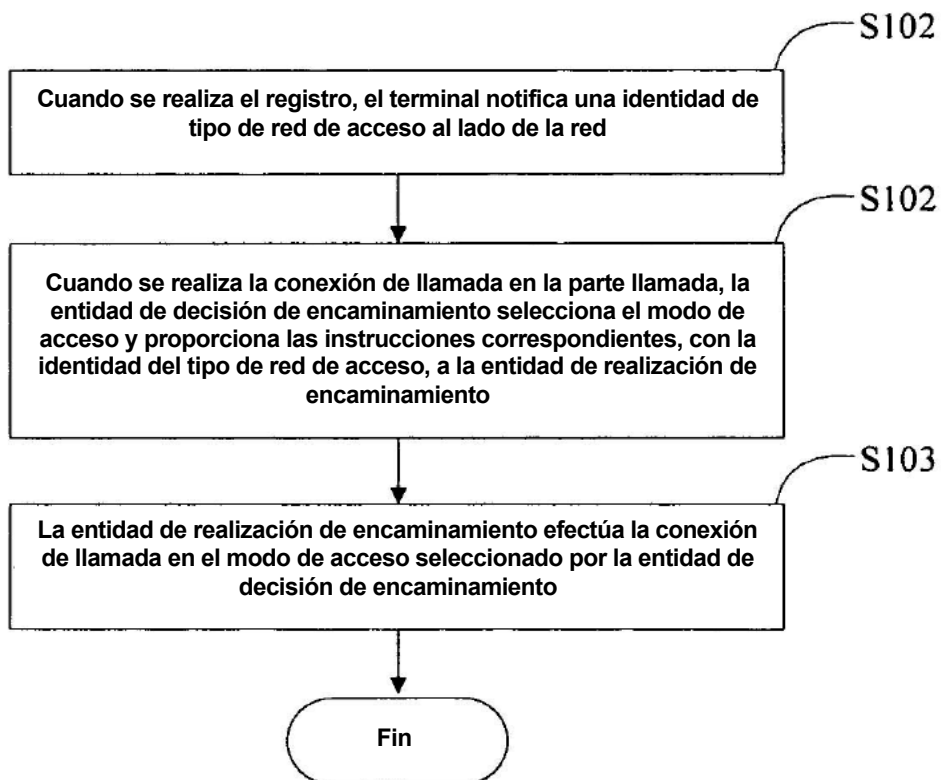 S102
Cuando se realiza el registro, el terminal notifica una identidad de
tipo de red de acceso al lado de la red
S102
Cuando se realiza la conexión de llamada en la parte llamada, la
entidad de decisión de encaminamiento selecciona el modo de
acceso y proporciona las instrucciones correspondientes, con la
identidad del tipo de red de acceso, a la entidad de realización de
encaminamiento
S103
La entidad de realización de encaminamiento efectúa la conexión
de llamada en el modo de acceso seleccionado por la entidad de
decisión de encaminamiento
Fin